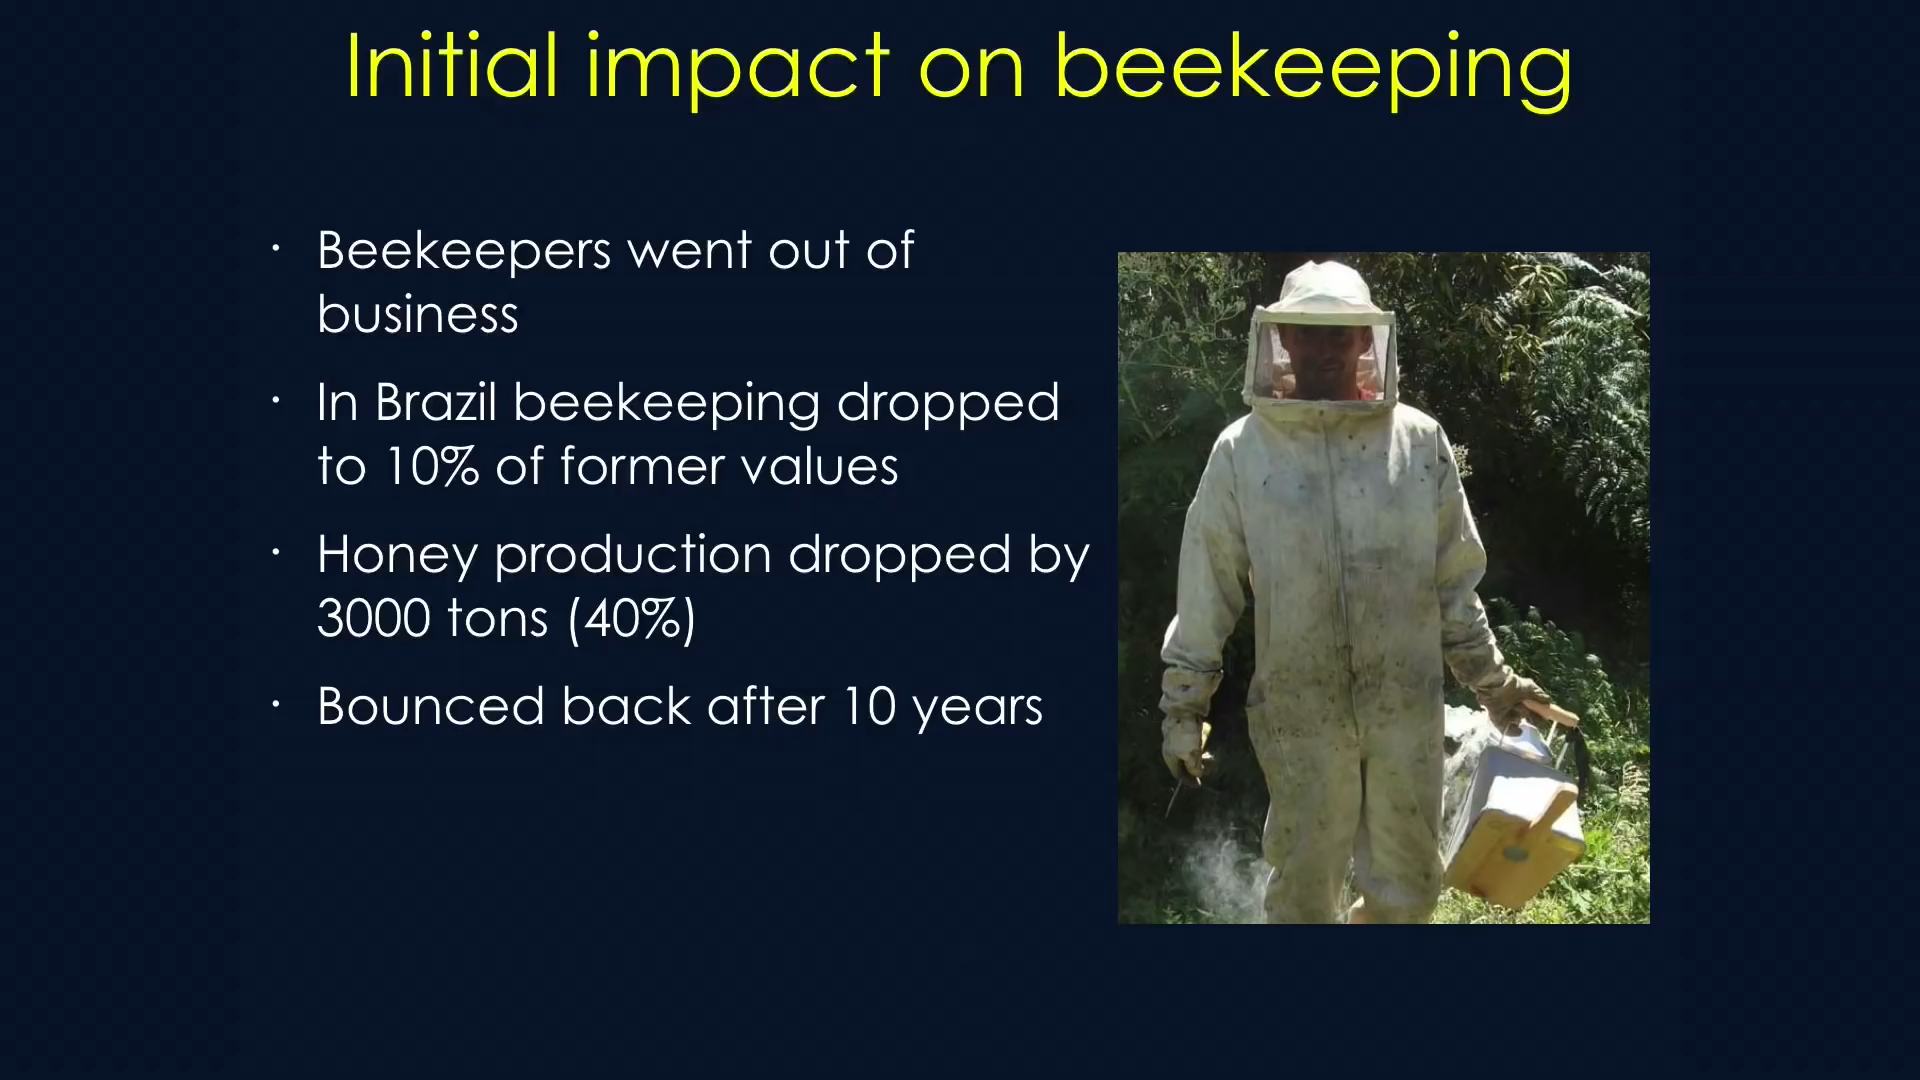 Initial impact on beekeeping
· Beekeepers went out of
business
· In Brazil beekeeping dropped
to 10% of former values
· Honey production dropped by
3000 tons (40%)
· Bounced back after 10 years